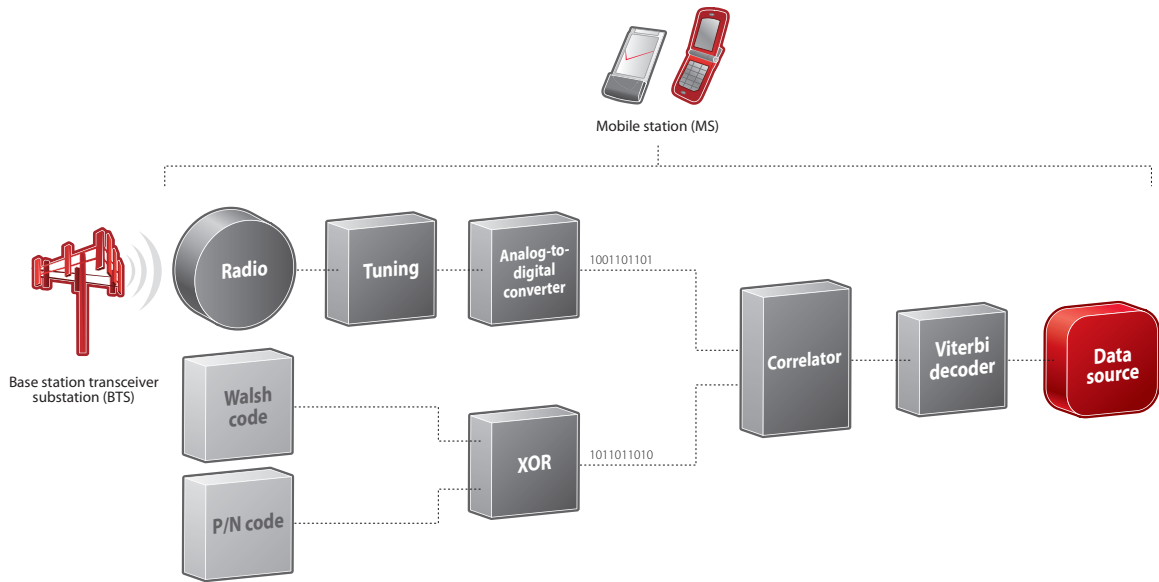 Mobile station (MS)
Radio
Tuning
Analog-to-
digital
converter
1001101101
Base station transceiver
substation (BTS)
Walsh
code
P/N code
XOR
1011011010
Correlator
Viterbi
decoder
Data
source